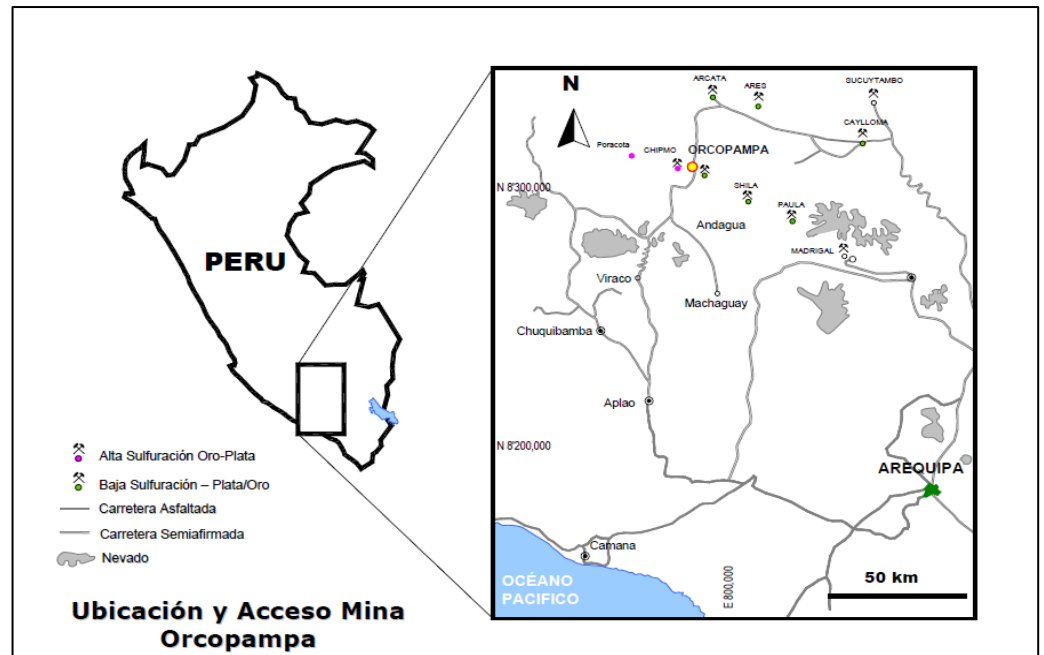 PERU
Alta Sulfuración Oro-Plata
Baja Sulfuración – Plata/Oro
Carretera Asfaltada
Carretera Semiafirmada
Nevado
Ubicación y Acceso Mina
Orcopampa
N
ARCATA
ARES
SUCUYTAMBO
CAYLLOMA
Poracota
CHIPMO
ORCOPAMPA
N 8'300,000
SHILA
PAULA
Andagua
MADRIGAL
Viraco
Machaguay
Chuquibamba
Aplao
N 8'200,000
AREQUIPA
Camana
OCÉANO
PACIFICO
E 800,000
50 km